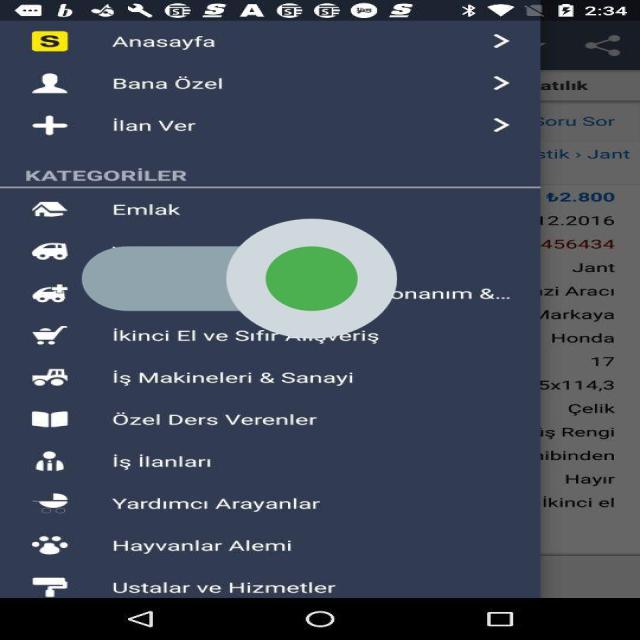 2:34
S Anasayfa
Bana Özel
İlan Ver
KATEGORİLER
Emlak
onanım &...
İkinci El ve Sıfır Alışveriş
İş Makineleri & Sanayi
Özel Ders Verenler
İş İlanları
Yardımcı Arayanlar
Hayvanlar Alemi
Ustalar ve Hizmetler
atılık
Soru Sor
stik › Jant
₺2.800
12.2016
456434
Jant
zi Aracı
Markaya
Honda
17
5x114,3
Çelik
üş Rengi
hibinden
Hayır
İkinci el